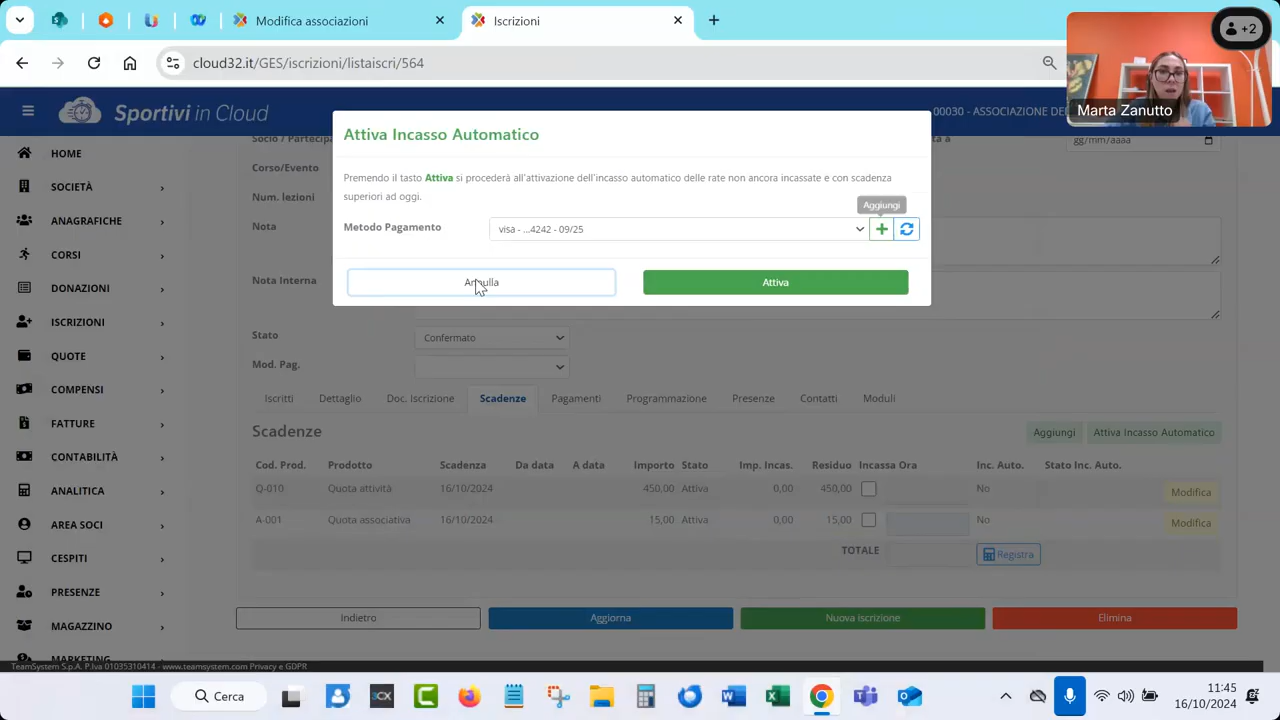 Modifica associazioni
Iscrizioni
+2
cloud32.it/GES/iscrizioni/listaiscri/564
Marta Zanutto
Sportivi in Cloud
00030 - ASSOCIAZIONE
Attiva Incasso Automatico
Premendo il tasto Attiva si procederà all'attivazione dell'incasso automatico delle rate non ancora incassate e con scadenza
superiori ad oggi.
Aggiungi
Metodo Pagamento
visa - ...4242 - 09/25
Annulla
Attiva
HOME
SOCIETÀ
ANAGRAFICHE
CORSI
DONAZIONI
ISCRIZIONI
QUOTE
COMPENSI
FATTURE
CONTABILITÀ
ANALITICA
AREA SOCI
CESPITI
PRESENZE
MAGAZZINO
MARKETING
gg/mm/aaaa
Corso/Evento
Num. lezioni
Nota
Nota Interna
Stato
Confermato
Mod. Pag.
Iscritti Dettaglio Doc. Iscrizione Scadenze Pagamenti Programmazione Presenze Contatti Moduli
Scadenze
Aggiungi
Attiva Incasso Automatico
Cod. Prod. Prodotto Scadenza Da data A data Importo Stato Imp. Incas. Residuo Incassa Ora Inc. Auto. Stato Inc. Auto.
Q-010 Quota attività 16/10/2024 450,00 Attiva 0,00 450,00 No Modifica
A-001 Quota associativa 16/10/2024 15,00 Attiva 0,00 15,00 No Modifica
TOTALE
Registra
Indietro
Aggiorna
Nuova iscrizione
Elimina
TeamSystem S.p.A. P.Iva 01035310414 - www.teamsystem.com Privacy e GDPR
Cerca
3CX
11:45
16/10/2024